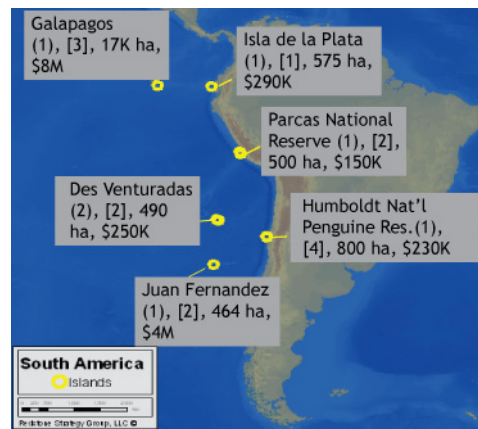 Galapagos
(1), [3], 17K ha,
$8M
Isla de la Plata
(1), [1], 575 ha,
$290K
Parcas National
Reserve (1), [2],
500 ha, $150K
Des Venturadas
(2), [2], 490
ha, $250K
Humboldt Nat'l
Penguine Res.(1),
[4], 800 ha, $230K
Juan Fernandez
(1), [2], 464 ha,
$4M
South America
Islands
Redstone Strategy Group, LLC ©